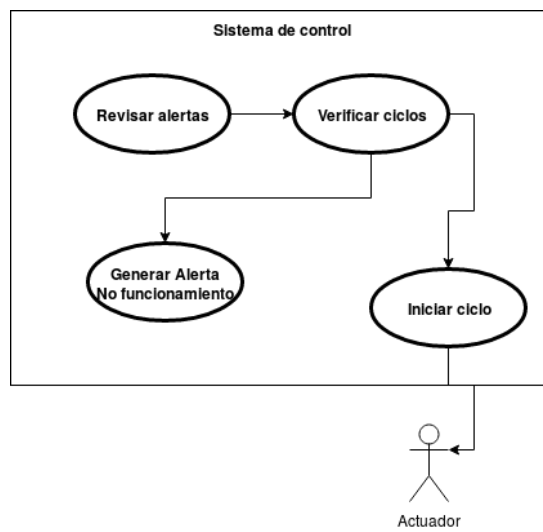 Sistema de control
Revisar alertas
Verificar ciclos
Generar Alerta
No funcionamiento
Iniciar ciclo
Actuador